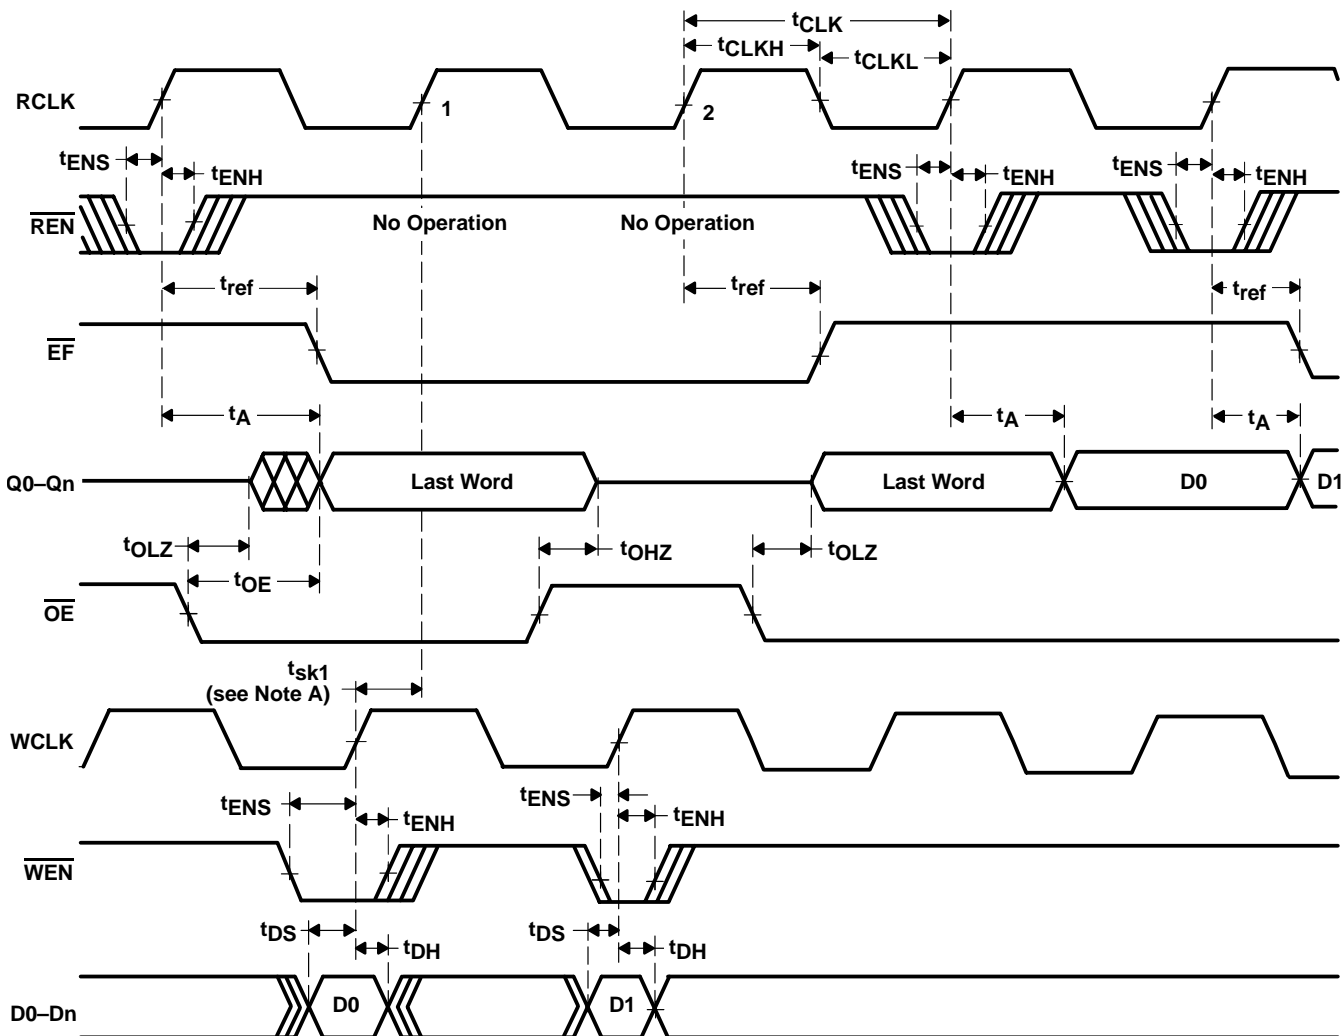 tCLK
tCLKH
tCLKL
RCLK
1
2
tENS
tENH
tENS
tENH
tENS
tENH
REN
No Operation
No Operation
tref
tref
tref
EF
tA
tA
tA
Q0–Qn
Last Word
Last Word
D0
D1
tOLZ
tOHZ
tOLZ
tOE
OE
tsk1
(see Note A)
WCLK
tENS
tENH
tENS
tENH
WEN
tDS
tDH
tDS
tDH
D0–Dn
D0
D1